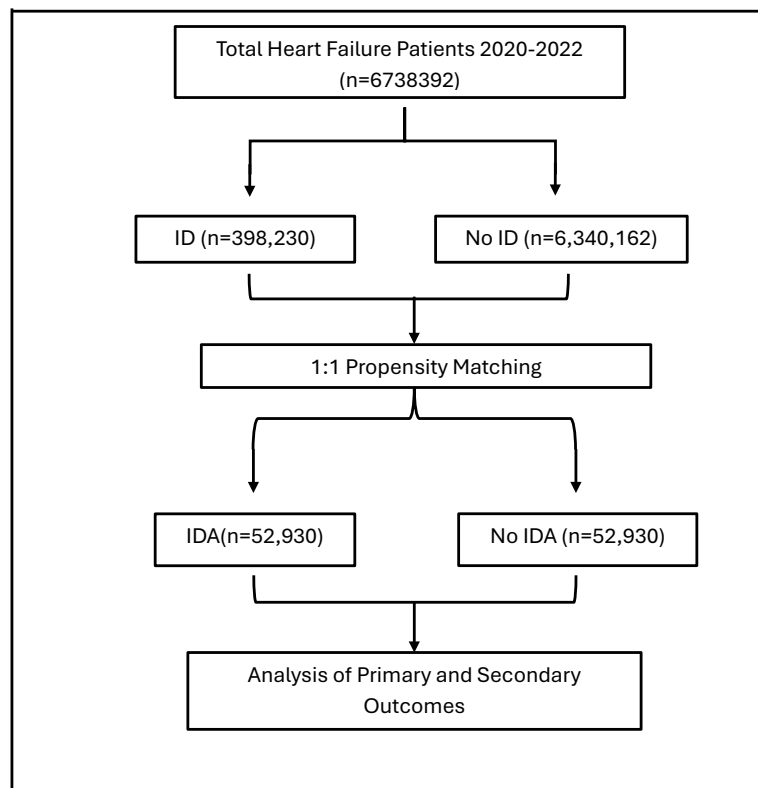 Total Heart Failure Patients 2020-2022
(n=6738392)
ID (n=398,230)
No ID (n=6,340,162)
1:1 Propensity Matching
IDA(n=52,930)
No IDA (n=52,930)
Analysis of Primary and Secondary
Outcomes